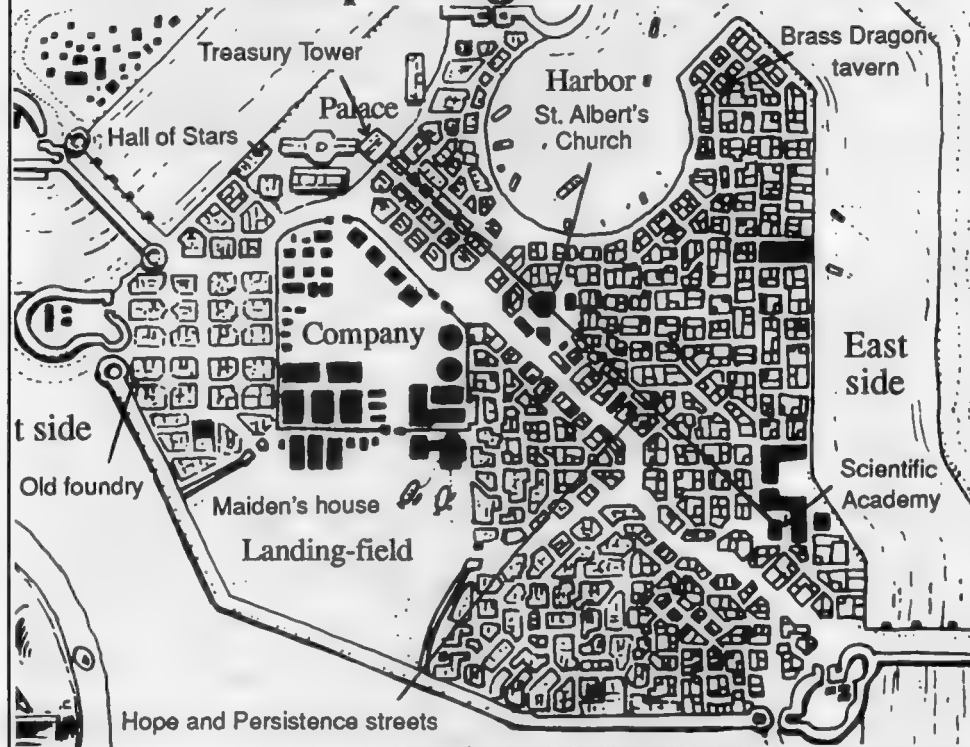 Treasury Tower
Brass Dragon
tavern
Harbor
Palace
St. Albert's
Church
Hall of Stars
Company
East
side
t side
Scientific
Academy
Old foundry
Maiden's house
Landing-field
Hope and Persistence streets